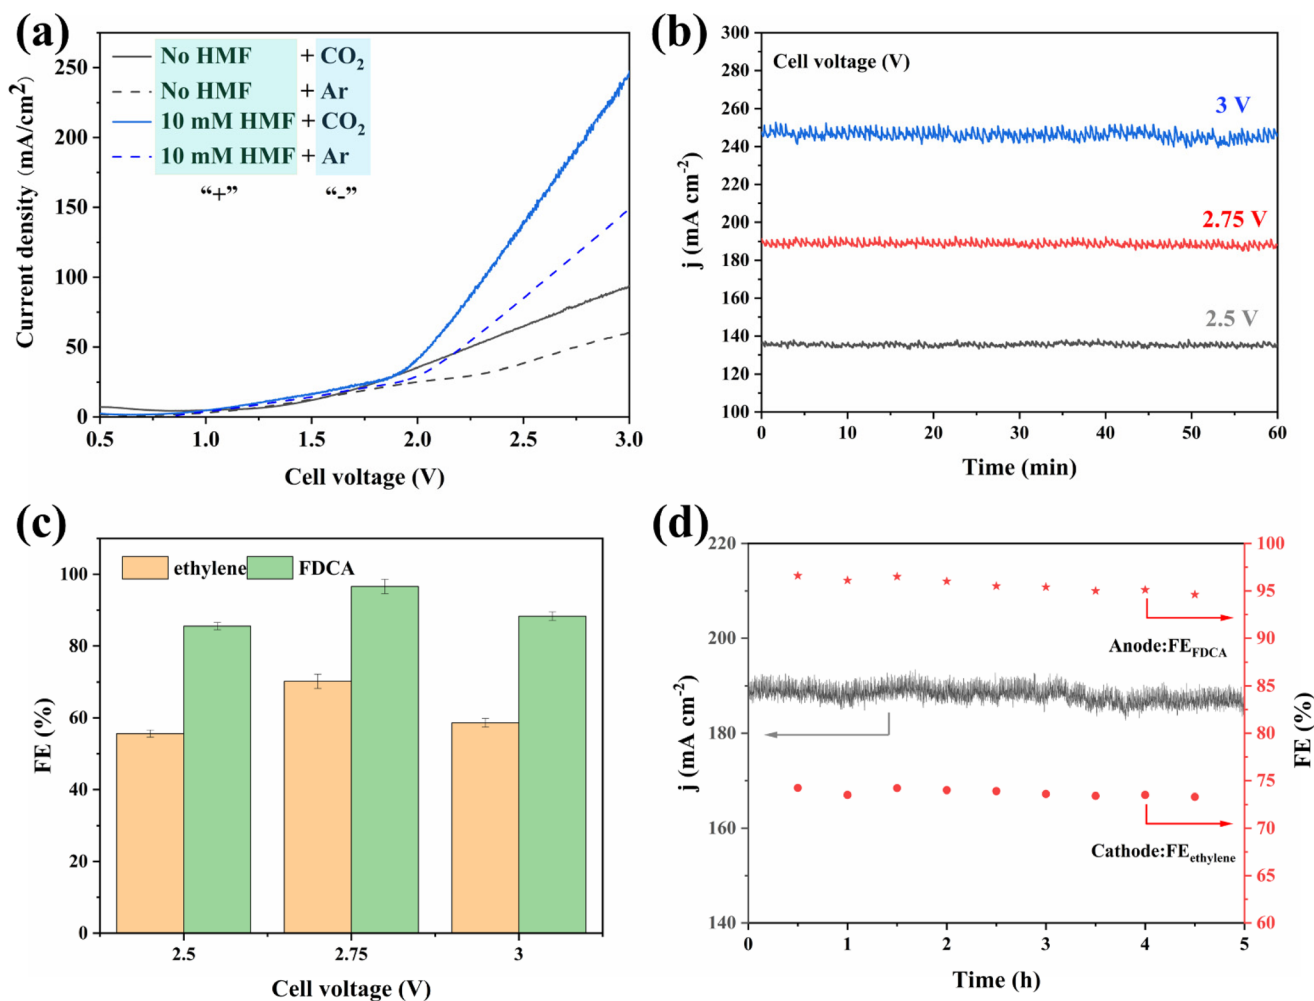 (a)
No HMF + CO₂
No HMF + Ar
10 mM HMF + CO₂
10 mM HMF + Ar
“+” “-”
Current density (mA/cm²)
250
200
150
100
50
0
0.5 1.0 1.5 2.0 2.5 3.0
Cell voltage (V)
(b)
Cell voltage (V)
3 V
2.75 V
2.5 V
j (mA cm⁻²)
300
280
260
240
220
200
180
160
140
120
100
0 10 20 30 40 50 60
Time (min)
(c)
ethylene FDCA
FE (%)
100
80
60
40
20
0
2.5 2.75 3
Cell voltage (V)
(d)
j (mA cm⁻²)
220
200
180
160
140
Anode:FE_FDCA
Cathode:FE_ethylene
100
95
90
85
80
75
70
65
60
FE (%)
0 1 2 3 4 5
Time (h)